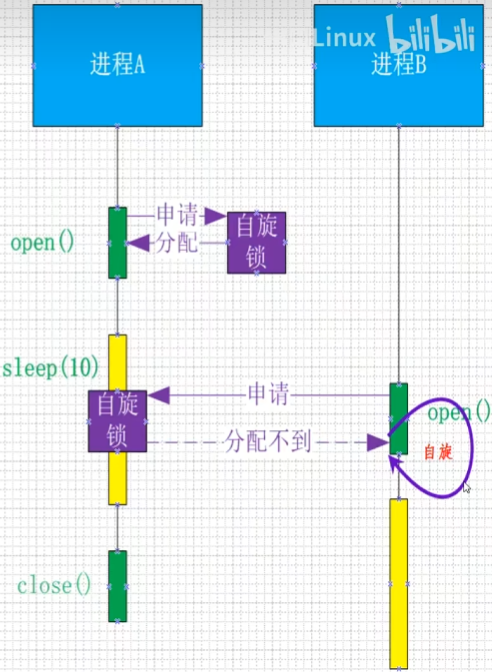 Linux bilibili
进程A
进程B
申请
分配
自旋
锁
open()
sleep(10)
自旋
锁
申请
分配不到
open()
自旋
close()